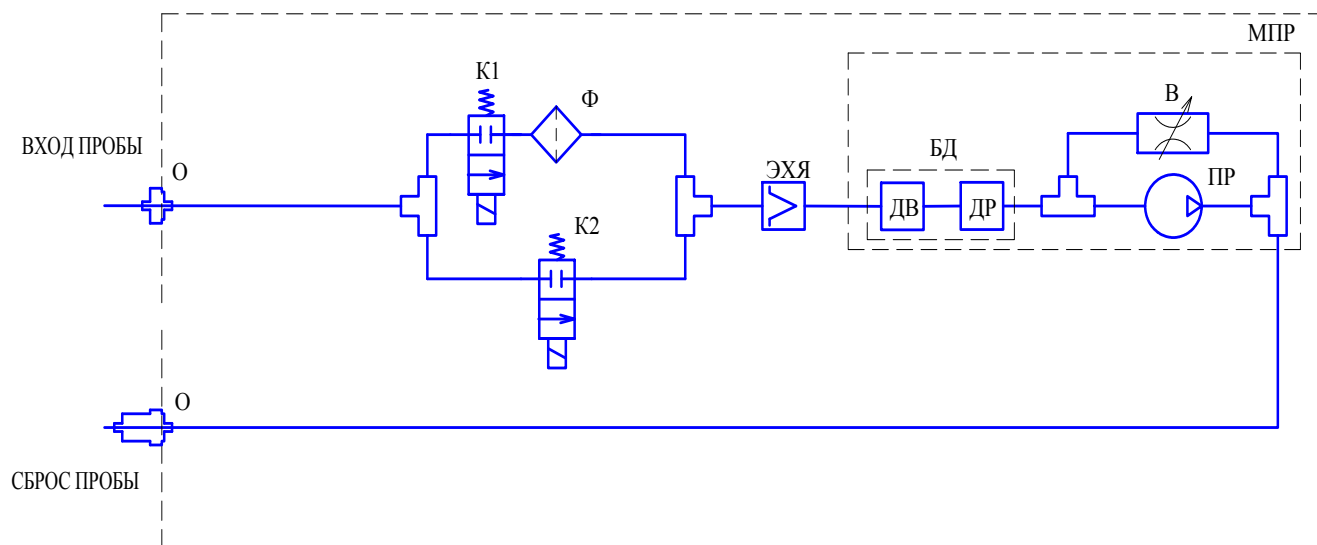 МПР
К1
Ф
В
ВХОД ПРОБЫ
О
БД
ЭХЯ
ПР
ДВ
ДР
К2
О
СБРОС ПРОБЫ